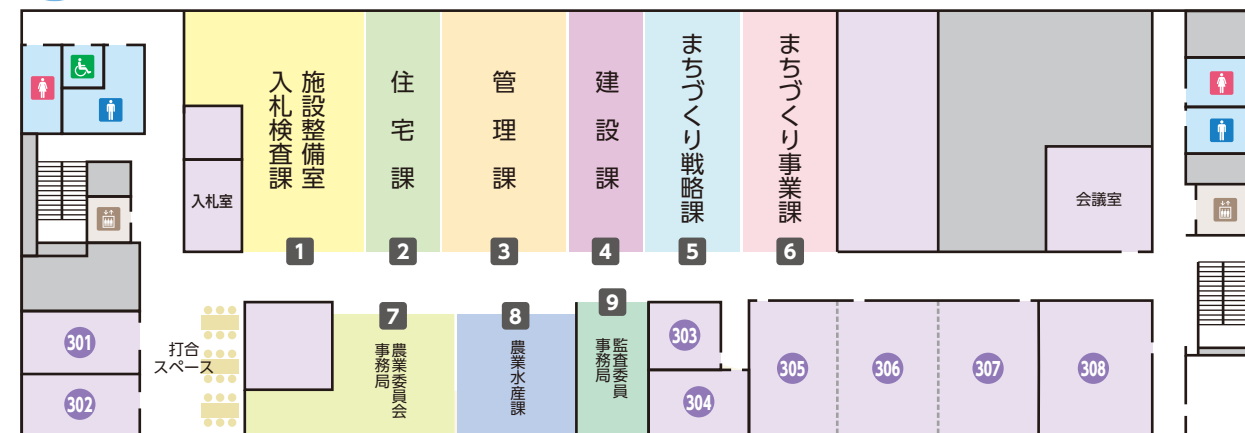 施設整備室
入札検査課
住宅課
管理課
建設課
まちづくり戦略課
まちづくり事業課
入札室
会議室
1
2
3
4
5
6
7
8
9
農業委員会
事務局
農業水産課
監査委員
事務局
打合
スペース
301
302
303
304
305
306
307
308